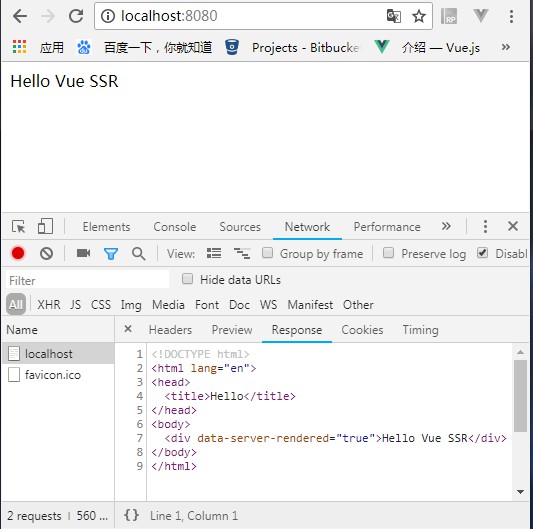 localhost:8080
应用 百度一下，你就知道 Projects - Bitbucke 介绍 — Vue.js »
Hello Vue SSR
Elements Console Sources Network Performance »
View: Group by frame Preserve log Disabl
Filter Hide data URLs
All XHR JS CSS Img Media Font Doc WS Manifest Other
Name × Headers Preview Response Cookies Timing
localhost
favicon.ico
1 <!DOCTYPE html>
2 <html lang="en">
3 <head>
4 <title>Hello</title>
5 </head>
6 <body>
7 <div data-server-rendered="true">Hello Vue SSR</div>
8 </body>
9 </html>
2 requests | 560 ... {} Line 1, Column 1